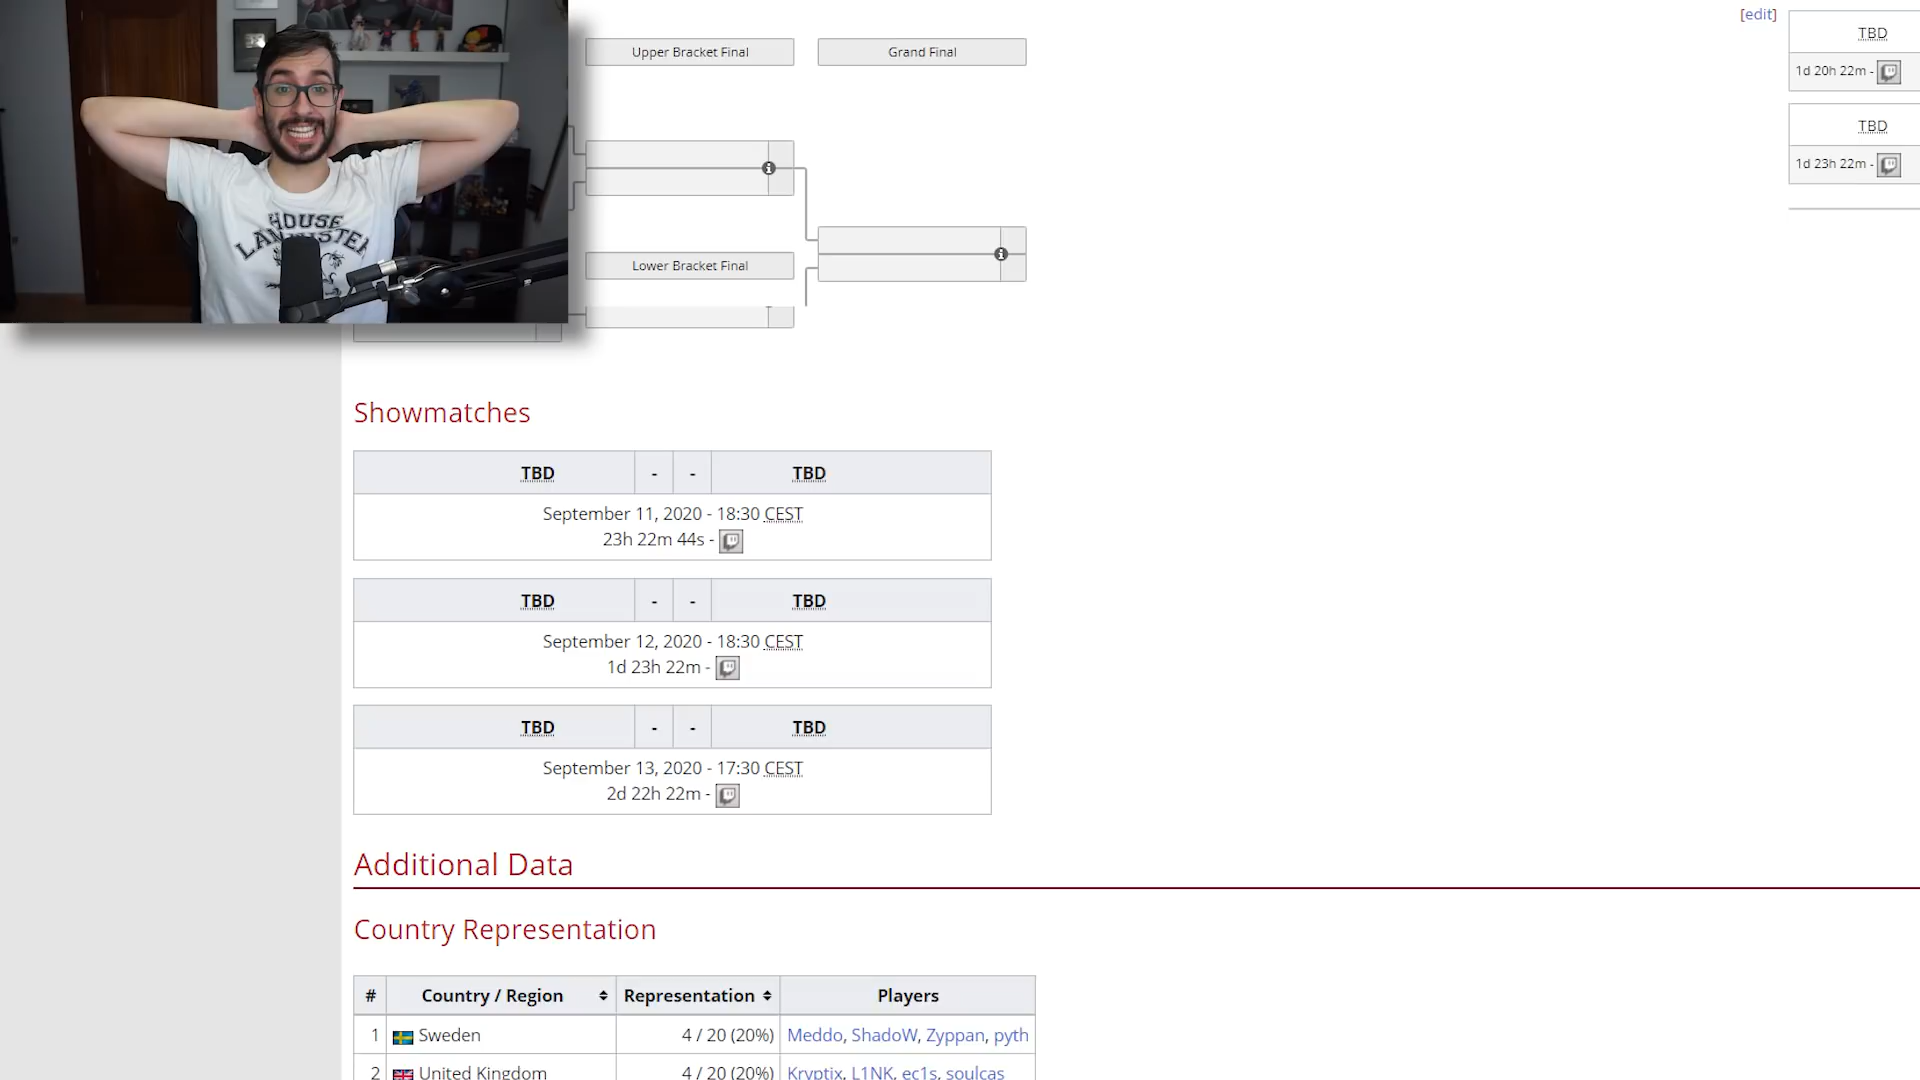 [edit]
TBD
1d 20h 22m -
TBD
1d 23h 22m -
Upper Bracket Final
Grand Final
Lower Bracket Final
HOUSE
LANNISTER
Showmatches
TBD - - TBD
September 11, 2020 - 18:30 CEST
23h 22m 44s -
TBD - - TBD
September 12, 2020 - 18:30 CEST
1d 23h 22m -
TBD - - TBD
September 13, 2020 - 17:30 CEST
2d 22h 22m -
Additional Data
Country Representation
# Country / Region Representation Players
1 Sweden 4 / 20 (20%) Meddo, ShadoW, Zyppan, pyth
2 United Kingdom 4 / 20 (20%) Kryptix, L1NK, ec1s, soulcas